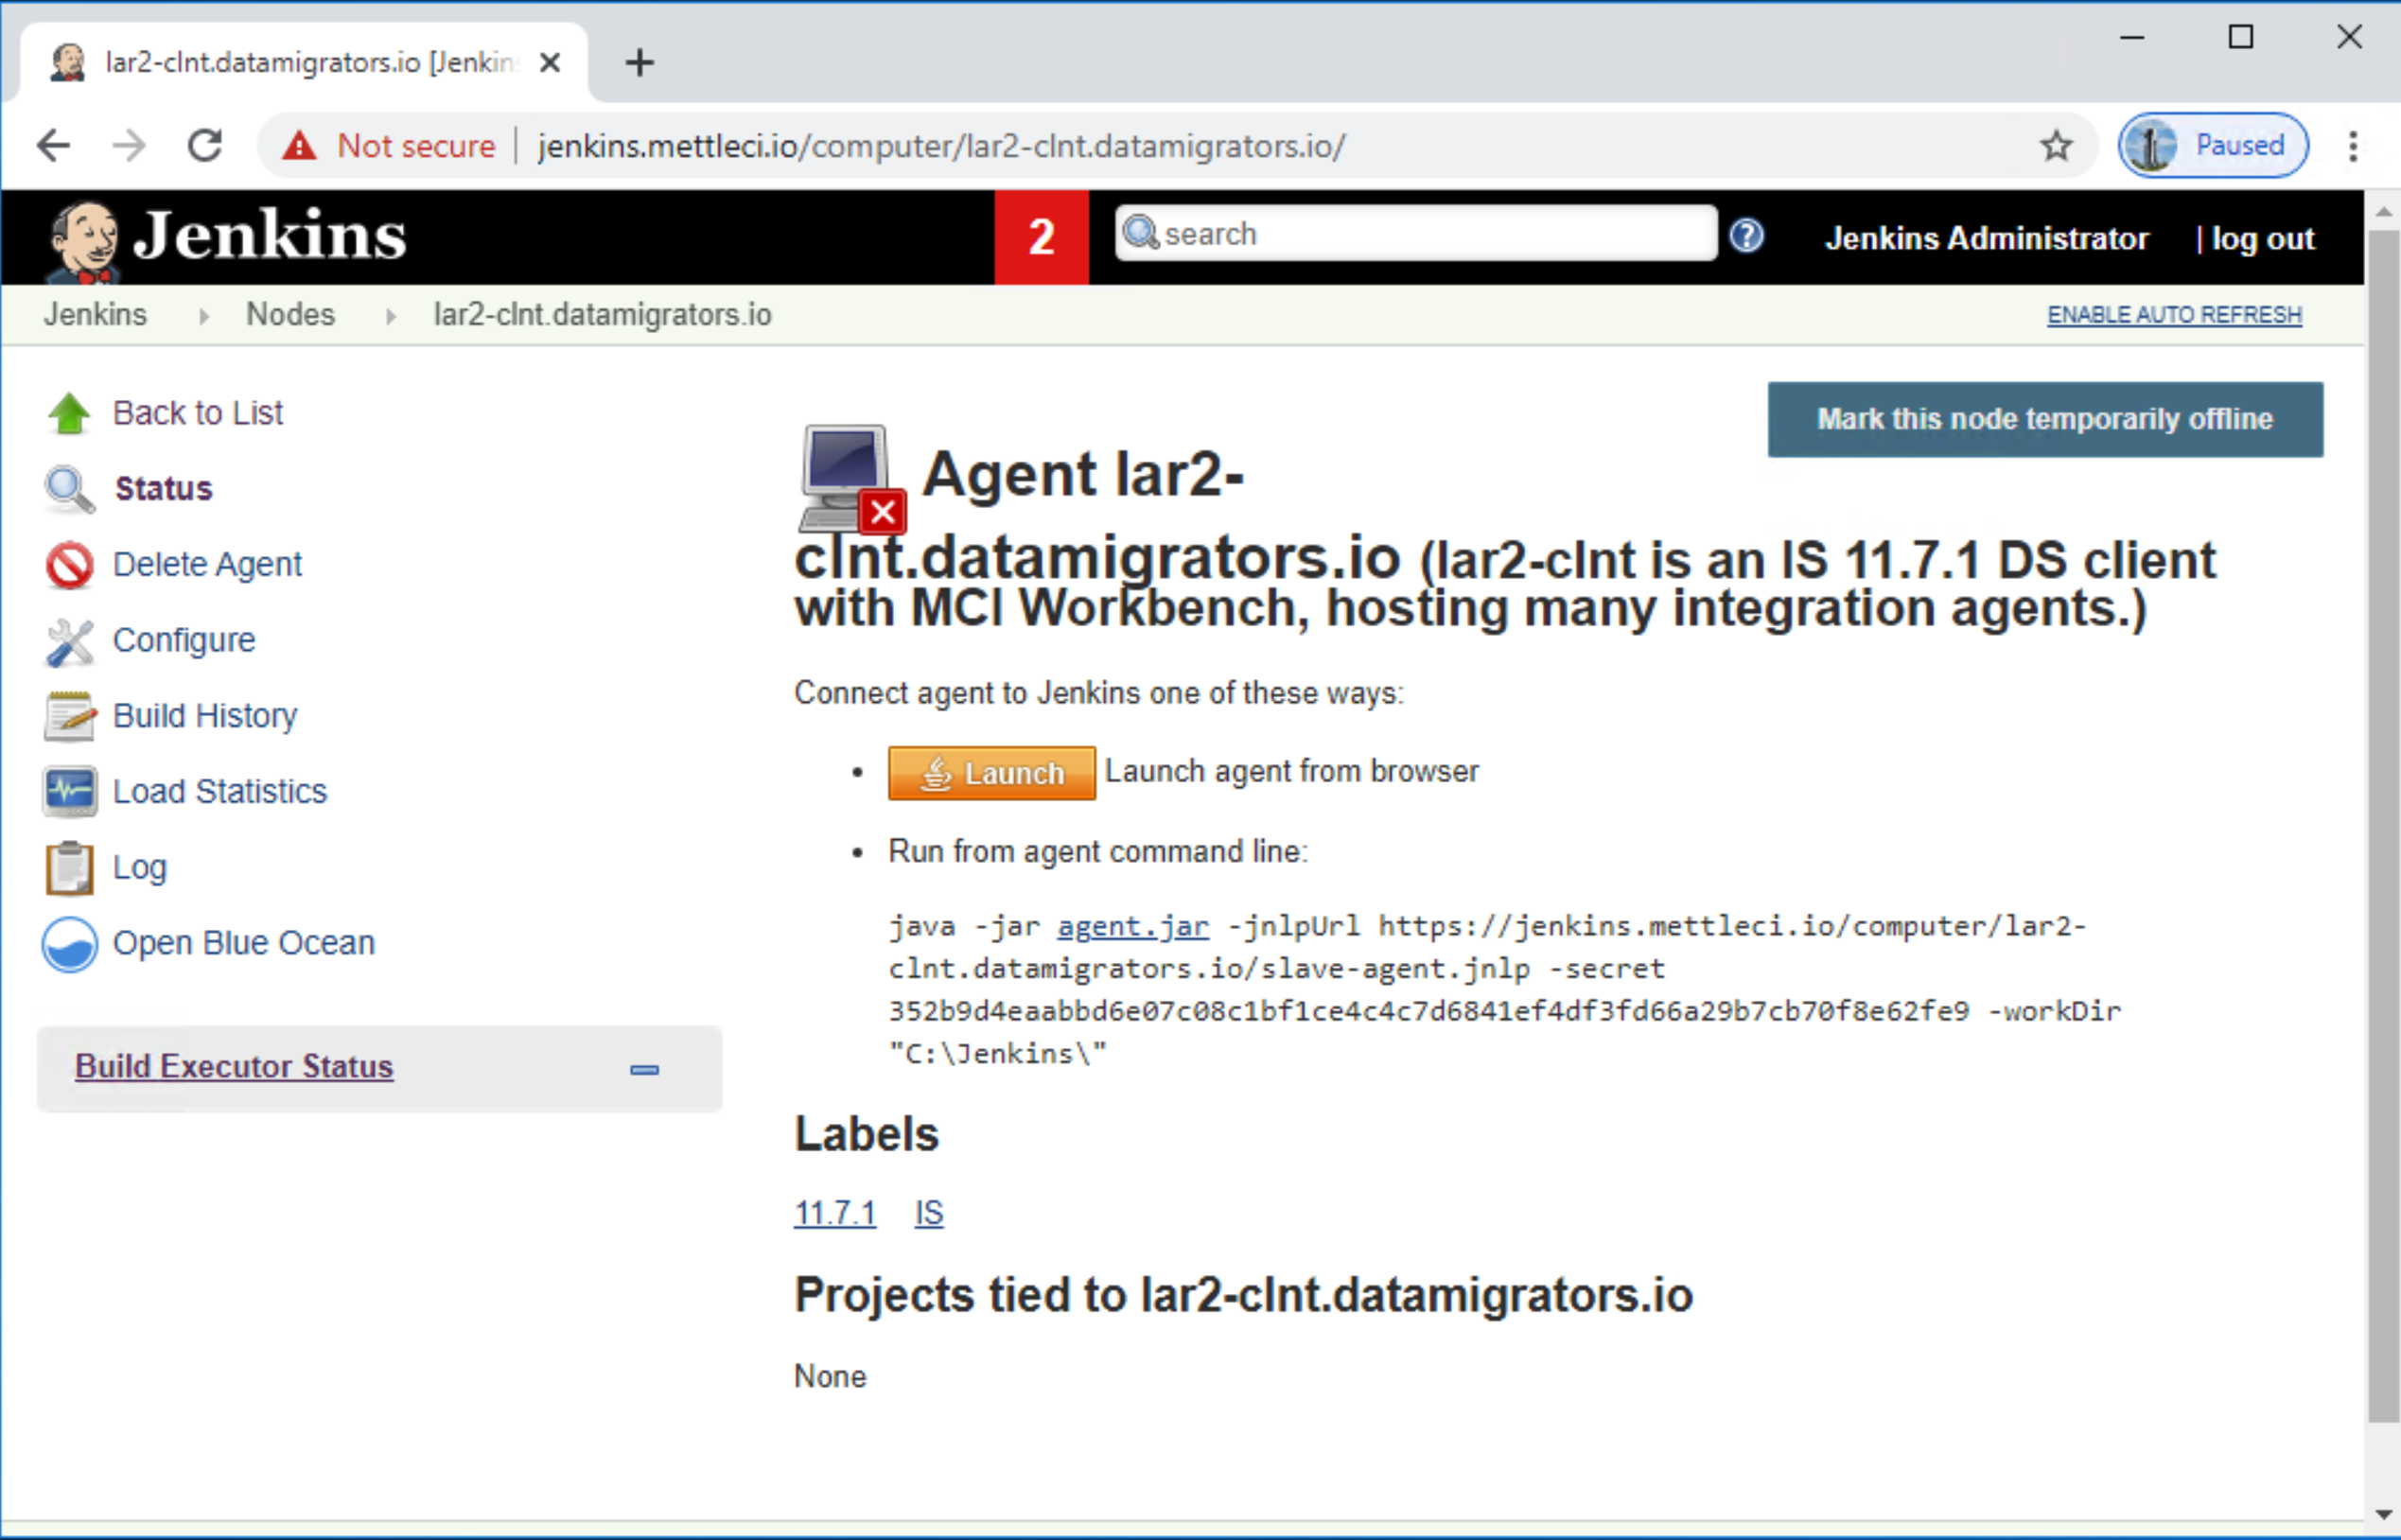 lar2-clnt.datamigrators.io [Jenkin
Not secure | jenkins.mettleci.io/computer/lar2-clnt.datamigrators.io/
Paused
Jenkins
2
search
Jenkins Administrator
| log out
Jenkins
Nodes
lar2-clnt.datamigrators.io
ENABLE AUTO REFRESH
Back to List
Status
Delete Agent
Configure
Build History
Load Statistics
Log
Open Blue Ocean
Build Executor Status
Mark this node temporarily offline
Agent lar2-
clnt.datamigrators.io (lar2-clnt is an IS 11.7.1 DS client
with MCI Workbench, hosting many integration agents.)
Connect agent to Jenkins one of these ways:
Launch Launch agent from browser
Run from agent command line:
java -jar agent.jar -jnlpUrl https://jenkins.mettleci.io/computer/lar2-
clnt.datamigrators.io/slave-agent.jnlp -secret
352b9d4eaabbd6e07c08c1bf1ce4c4c7d6841ef4df3fd66a29b7cb70f8e62fe9 -workDir
"C:\Jenkins\"
Labels
11.7.1 IS
Projects tied to lar2-clnt.datamigrators.io
None